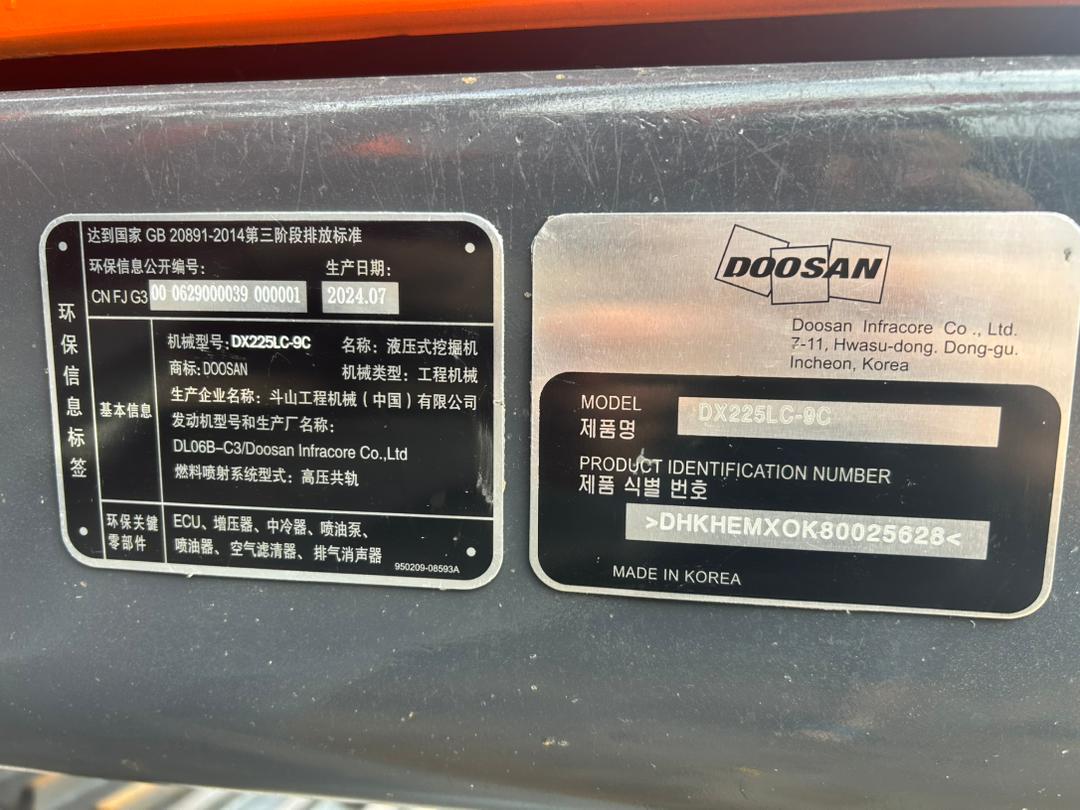 达到国家 GB 20891-2014第三阶段排放标准
环保信息公开编号: 生产日期:
CN FJ G3 00 0629000039 000001 2024.07
环保信息标签
基本信息
机械型号:DX225LC-9C 名称: 液压式挖掘机
商标:DOOSAN 机械类型: 工程机械
生产企业名称: 斗山工程机械(中国)有限公司
发动机型号和生产厂名称:
DL06B-C3/Doosan Infracore Co.,Ltd
燃料喷射系统型式: 高压共轨
环保关键
零部件
ECU、增压器、中冷器、喷油泵、
喷油器、空气滤清器、排气消声器
950209-08593A
DOOSAN
Doosan Infracore Co ., Ltd.
7-11, Hwasu-dong. Dong-gu.
Incheon, Korea
MODEL
제품명
DX225LC-9C
PRODUCT IDENTIFICATION NUMBER
제품 식별 번호
>DHKHEMXOK80025628<
MADE IN KOREA